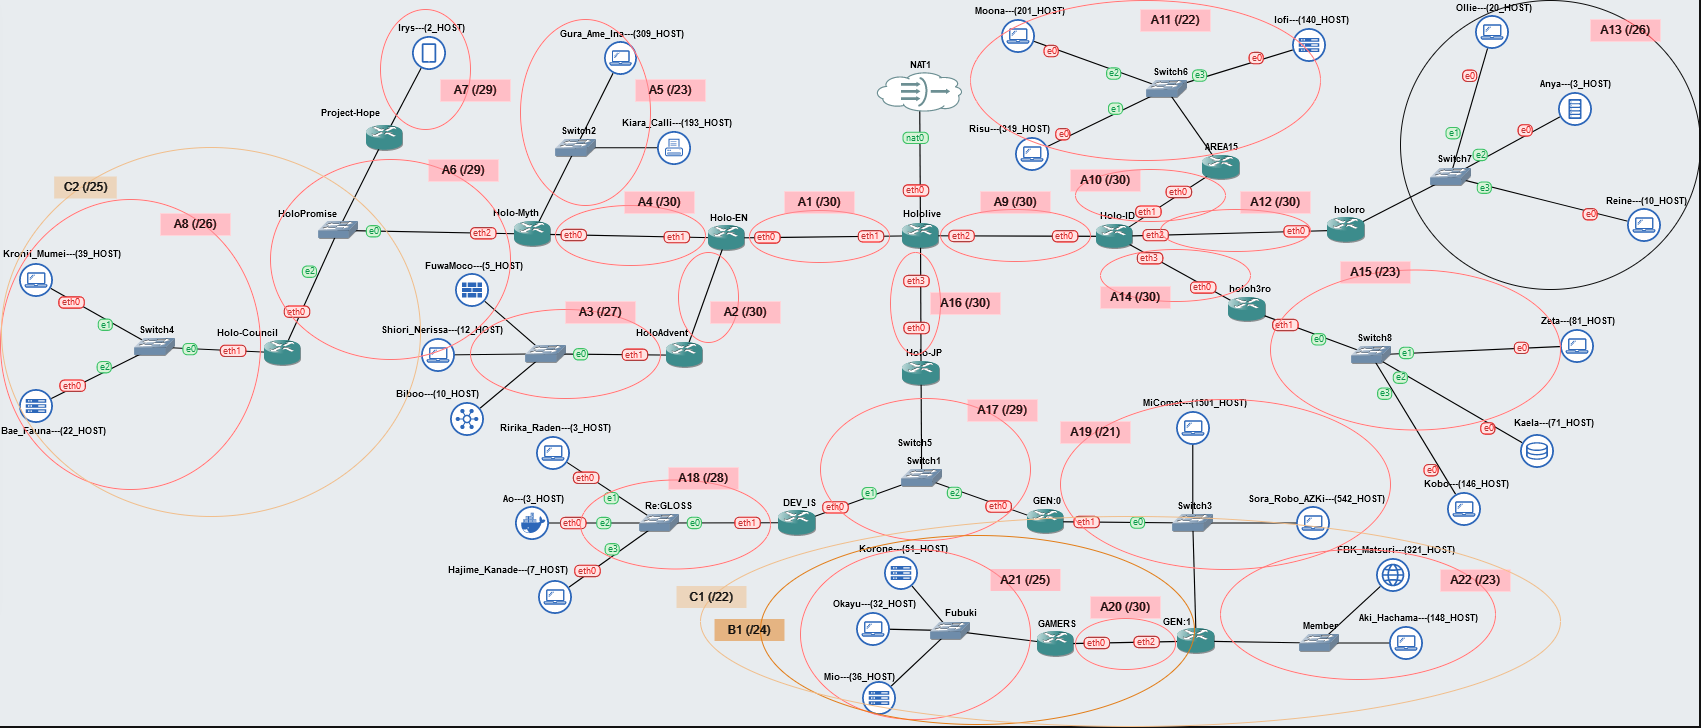 Irys---(2_HOST)
A7 (/29)
Project-Hope
Gura_Ame_Ina---(309_HOST)
A5 (/23)
Kiara_Calli---(193_HOST)
Switch2
NAT1
nat0
eth0
Moona---(201_HOST)
A11 (/22)
Iofi---(140_HOST)
e0
e0
e2
Switch6
e3
e1
Risu---(319_HOST)
e0
AREA15
Ollie---(20_HOST)
A13 (/26)
e0
Anya---(3_HOST)
e0
e1
e2
Switch7
e3
Reine---(10_HOST)
e0
C2 (/25)
A6 (/29)
A8 (/26)
HoloPromise
e0
eth2
Holo-Myth
eth0
A4 (/30)
eth1
Holo-EN
eth0
A1 (/30)
eth1
Hololive
eth2
A9 (/30)
eth0
Holo-ID
A10 (/30)
eth0
eth1
A12 (/30)
eth2
eth0
holoro
eth3
A14 (/30)
eth0
holoh3ro
eth1
A15 (/23)
e0
Switch8
e1
e0
Zeta---(81_HOST)
e2
e3
e0
Kaela---(71_HOST)
e0
Kobo---(146_HOST)
Kronii_Mumei---(39_HOST)
eth0
e1
Switch4
e0
eth1
Holo-Council
e2
eth0
e2
eth0
Bae_Fauna---(22_HOST)
FuwaMoco---(5_HOST)
A3 (/27)
Shiori_Nerissa---(12_HOST)
e0
eth1
HoloAdvent
A2 (/30)
Biboo---(10_HOST)
eth3
A16 (/30)
eth0
Holo-JP
A17 (/29)
Switch5
Switch1
e1
e2
eth0
eth0
DEV_IS
GEN:0
Ririka_Raden---(3_HOST)
eth0
A18 (/28)
e1
Ao---(3_HOST)
Re:GLOSS
eth0
e2
e0
eth1
e3
Hajime_Kanade---(7_HOST)
eth0
MiComet---(1501_HOST)
A19 (/21)
Sora_Robo_AZKi---(542_HOST)
Switch3
eth1
e0
Korone---(51_HOST)
A21 (/25)
C1 (/22)
B1 (/24)
Okayu---(32_HOST)
Fubuki
A20 (/30)
GAMERS
eth0
eth2
GEN:1
Mio---(36_HOST)
FBK_Matsuri---(321_HOST)
A22 (/23)
Aki_Hachama---(148_HOST)
Member